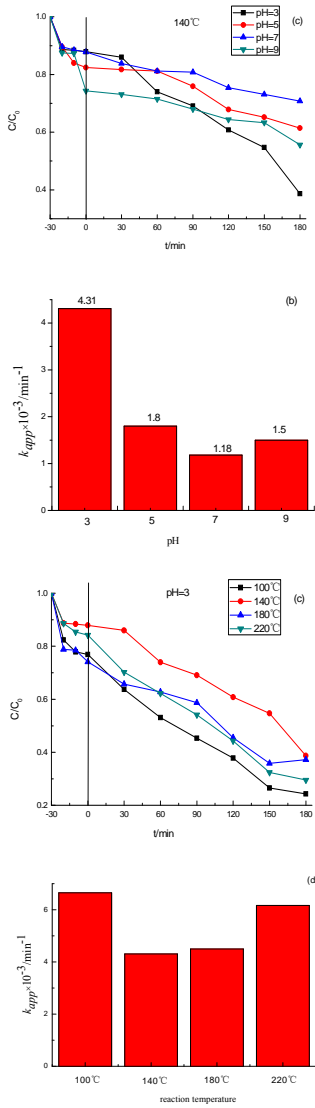 140℃
(c)
pH=3
pH=5
pH=7
pH=9
1.0
0.8
0.6
0.4
C/C0
-30 0 30 60 90 120 150 180
t/min
(b)
4.31
1.8
1.18
1.5
4
3
2
1
0
kapp×10-3/min-1
3 5 7 9
pH
(c)
pH=3
100℃
140℃
180℃
220℃
1.0
0.8
0.6
0.4
0.2
C/C0
-30 0 30 60 90 120 150 180
t/min
(d
6
4
2
0
kapp×10-3/min-1
100℃ 140℃ 180℃ 220℃
reaction temperature